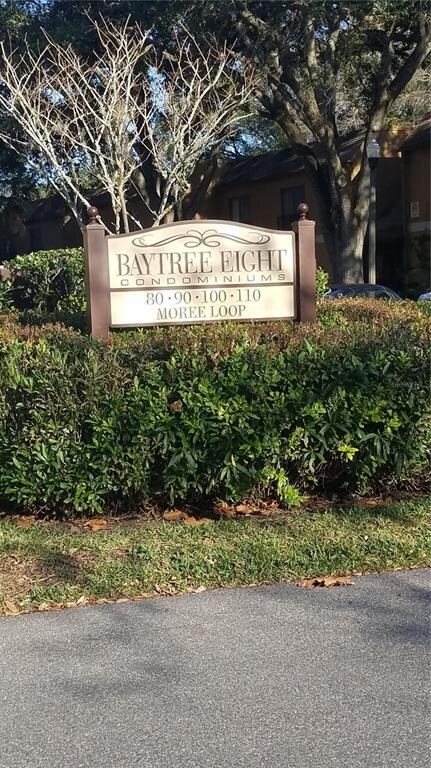 BAYTREE EIGHT
CONDOMINIUMS
80·90·100·110
MOREE LOOP